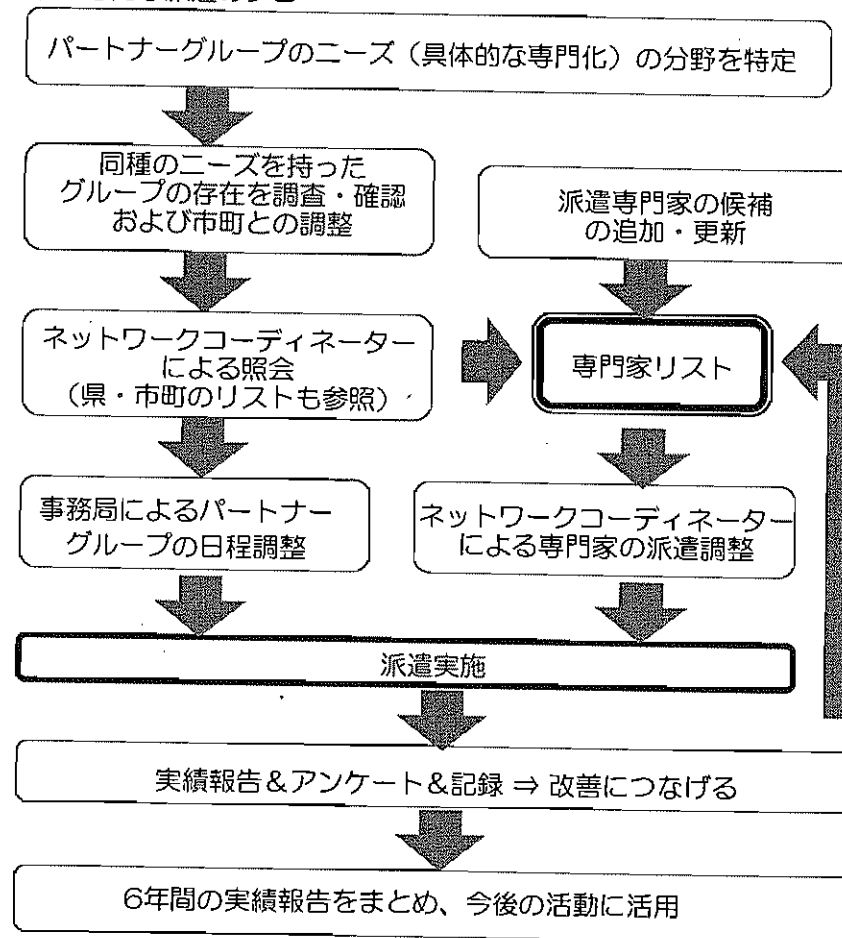 パートナーグループのニーズ（具体的な専門化）の分野を特定
同種のニーズを持った
グループの存在を調査・確認
および市町との調整
派遣専門家の候補
の追加・更新
ネットワークコーディネーター
による照会
（県・市町のリストも参照）
専門家リスト
事務局によるパートナー
グループの日程調整
ネットワークコーディネーター
による専門家の派遣調整
派遣実施
実績報告＆アンケート＆記録 ⇒ 改善につなげる
6年間の実績報告をまとめ、今後の活動に活用